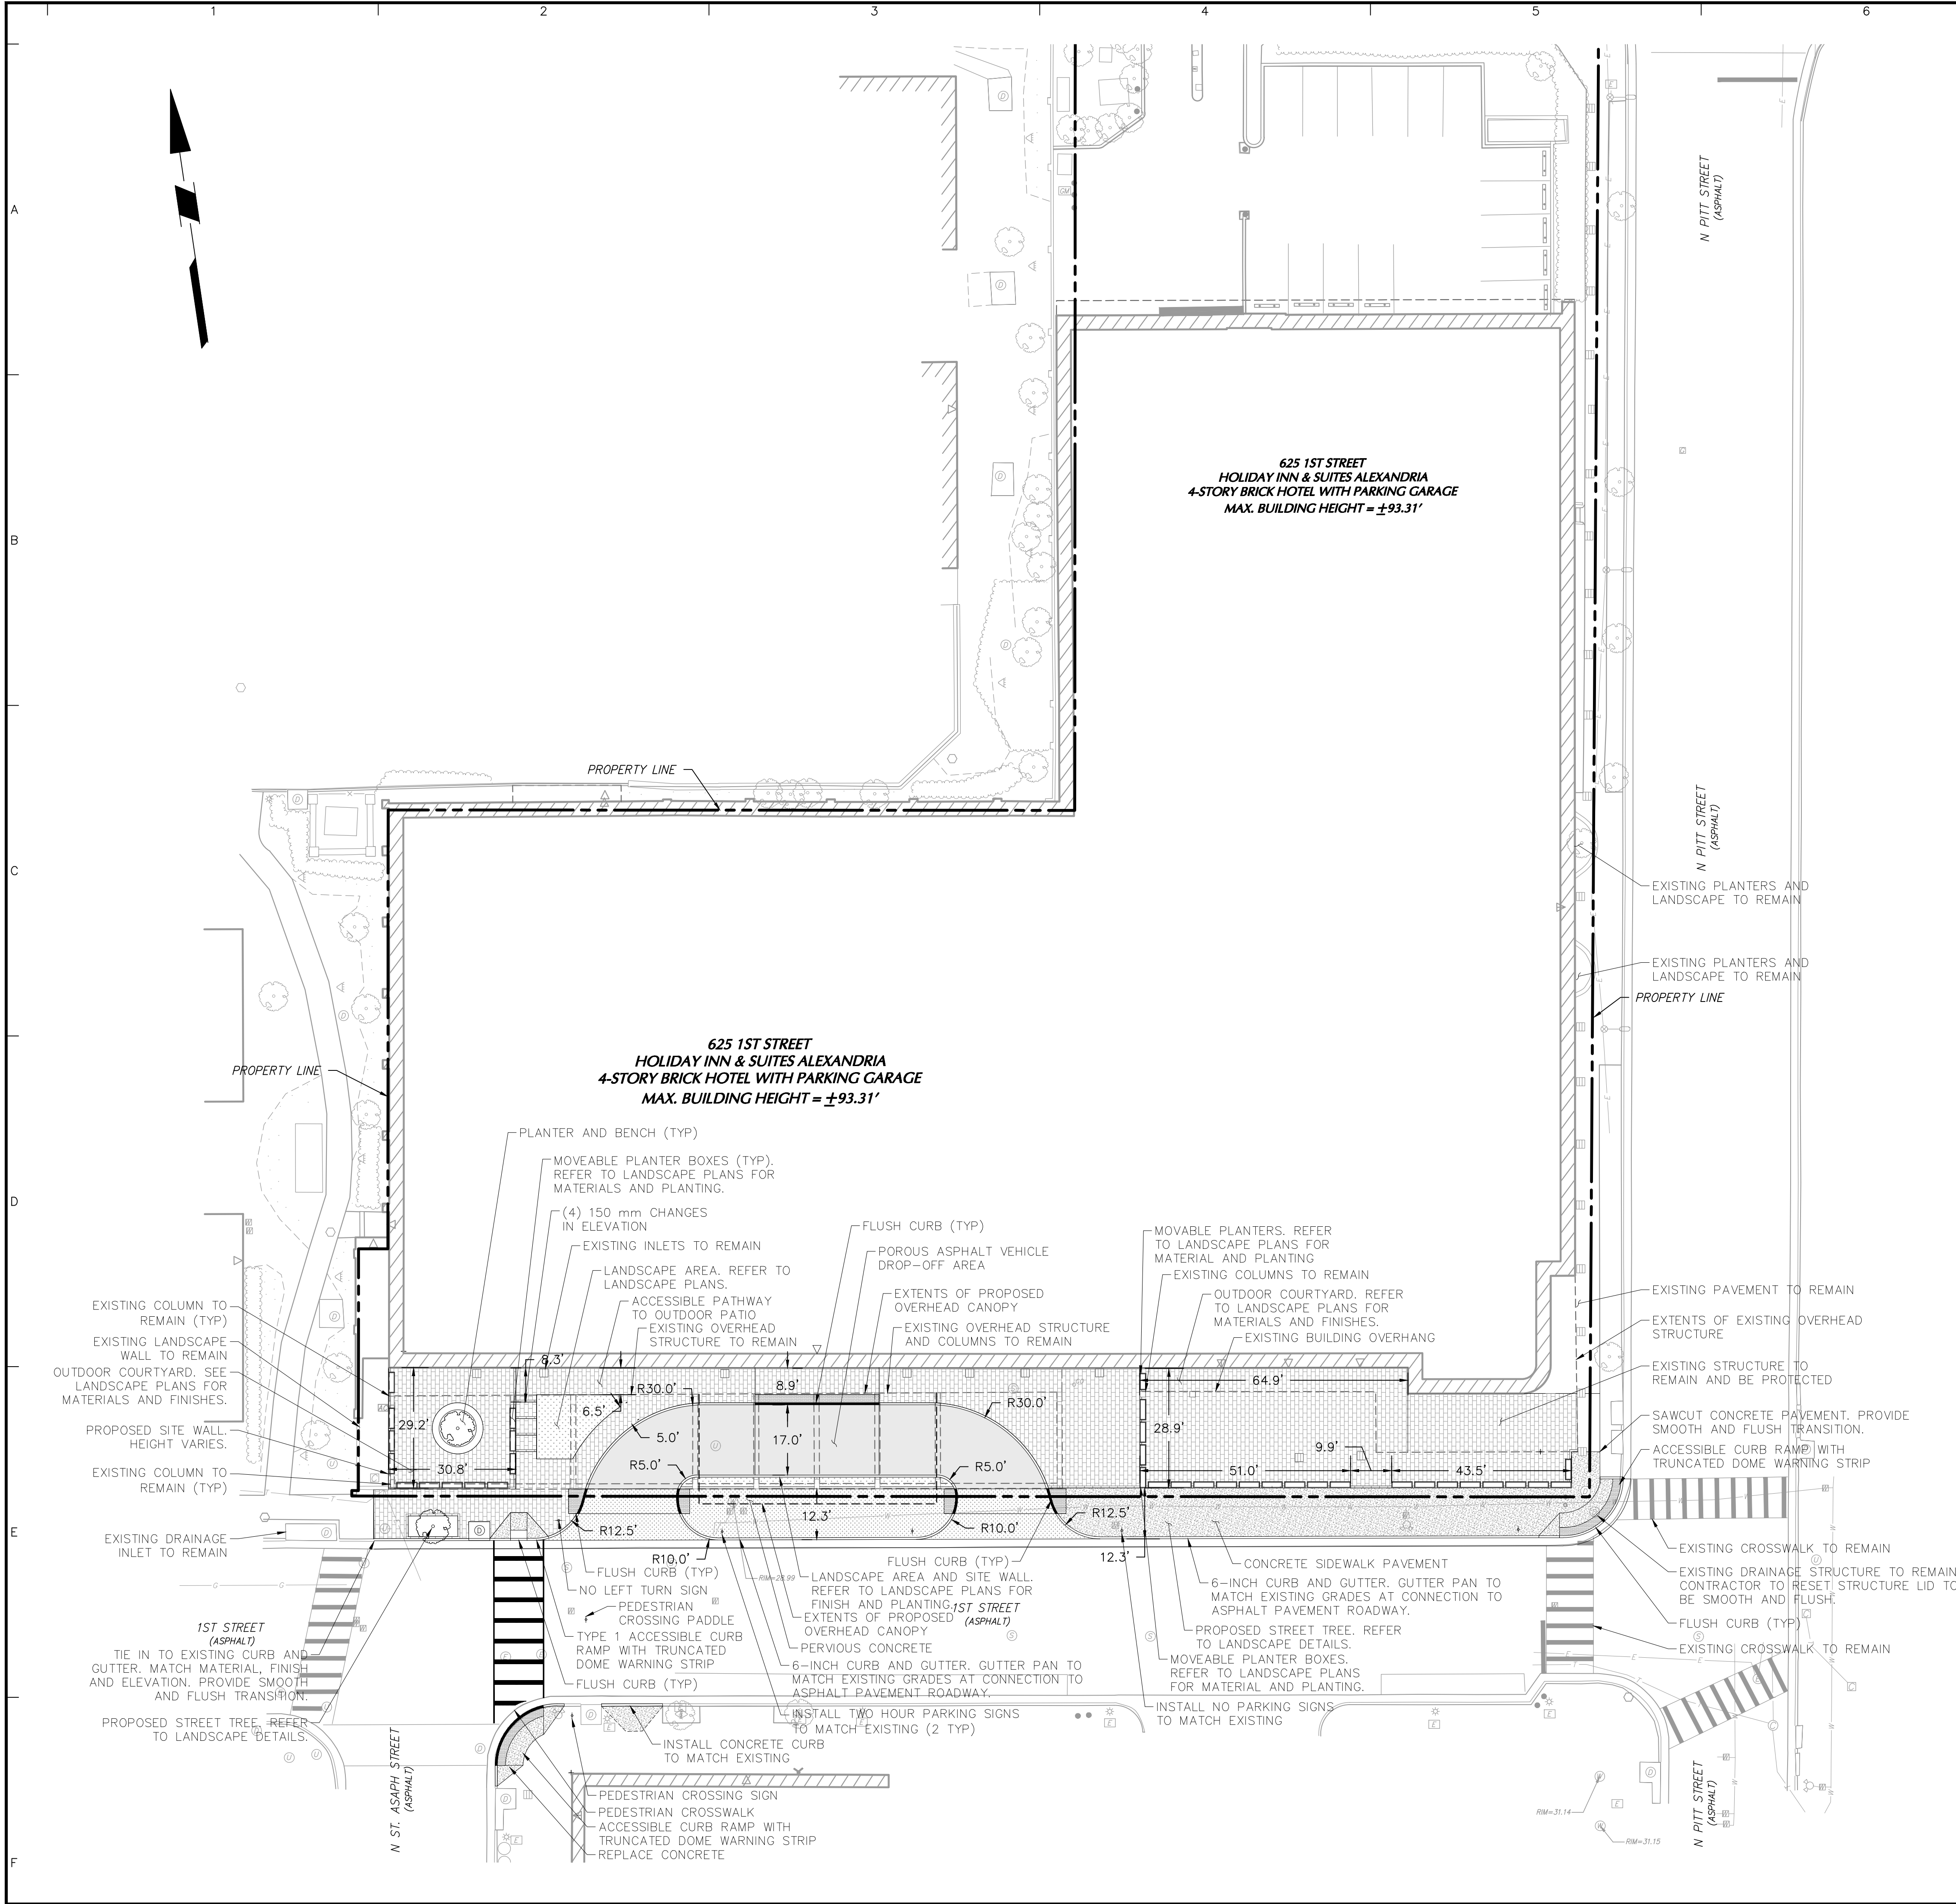 1
2
3
4
5
6
A
B
C
D
E
F
N PITT STREET
(ASPHALT)
625 1ST STREET
HOLIDAY INN & SUITES ALEXANDRIA
4-STORY BRICK HOTEL WITH PARKING GARAGE
MAX. BUILDING HEIGHT = ±93.31'
PROPERTY LINE
N PITT STREET
(ASPHALT)
EXISTING PLANTERS AND
LANDSCAPE TO REMAIN
EXISTING PLANTERS AND
LANDSCAPE TO REMAIN
PROPERTY LINE
625 1ST STREET
HOLIDAY INN & SUITES ALEXANDRIA
4-STORY BRICK HOTEL WITH PARKING GARAGE
MAX. BUILDING HEIGHT = ±93.31'
PROPERTY LINE
PLANTER AND BENCH (TYP)
MOVEABLE PLANTER BOXES (TYP).
REFER TO LANDSCAPE PLANS FOR
MATERIALS AND PLANTING.
(4) 150 mm CHANGES
IN ELEVATION
EXISTING INLETS TO REMAIN
LANDSCAPE AREA. REFER TO
LANDSCAPE PLANS.
ACCESSIBLE PATHWAY
TO OUTDOOR PATIO
EXISTING OVERHEAD
STRUCTURE TO REMAIN
FLUSH CURB (TYP)
POROUS ASPHALT VEHICLE
DROP-OFF AREA
EXTENTS OF PROPOSED
OVERHEAD CANOPY
EXISTING OVERHEAD STRUCTURE
AND COLUMNS TO REMAIN
MOVABLE PLANTERS. REFER
TO LANDSCAPE PLANS FOR
MATERIAL AND PLANTING
EXISTING COLUMNS TO REMAIN
OUTDOOR COURTYARD. REFER
TO LANDSCAPE PLANS FOR
MATERIALS AND FINISHES.
EXISTING BUILDING OVERHANG
EXISTING PAVEMENT TO REMAIN
EXTENTS OF EXISTING OVERHEAD
STRUCTURE
EXISTING STRUCTURE TO
REMAIN AND BE PROTECTED
SAWCUT CONCRETE PAVEMENT. PROVIDE
SMOOTH AND FLUSH TRANSITION.
ACCESSIBLE CURB RAMP WITH
TRUNCATED DOME WARNING STRIP
EXISTING COLUMN TO
REMAIN (TYP)
EXISTING LANDSCAPE
WALL TO REMAIN
OUTDOOR COURTYARD. SEE
LANDSCAPE PLANS FOR
MATERIALS AND FINISHES.
PROPOSED SITE WALL.
HEIGHT VARIES.
EXISTING COLUMN TO
REMAIN (TYP)
EXISTING DRAINAGE
INLET TO REMAIN
8.3'
29.2'
30.8'
6.5'
R30.0'
5.0'
R5.0'
8.9'
17.0'
R5.0'
R30.0'
12.3'
R12.5'
R10.0'
R10.0'
R12.5'
12.3'
64.9'
28.9'
9.9'
51.0'
43.5'
RIM=28.99
FLUSH CURB (TYP)
NO LEFT TURN SIGN
PEDESTRIAN
CROSSING PADDLE
TYPE 1 ACCESSIBLE CURB
RAMP WITH TRUNCATED
DOME WARNING STRIP
FLUSH CURB (TYP)
FLUSH CURB (TYP)
LANDSCAPE AREA AND SITE WALL.
REFER TO LANDSCAPE PLANS FOR
FINISH AND PLANTING.
EXTENTS OF PROPOSED
OVERHEAD CANOPY
PERVIOUS CONCRETE
6-INCH CURB AND GUTTER. GUTTER PAN TO
MATCH EXISTING GRADES AT CONNECTION TO
ASPHALT PAVEMENT ROADWAY.
INSTALL TWO HOUR PARKING SIGNS
TO MATCH EXISTING (2 TYP)
1ST STREET
(ASPHALT)
CONCRETE SIDEWALK PAVEMENT
6-INCH CURB AND GUTTER. GUTTER PAN TO
MATCH EXISTING GRADES AT CONNECTION TO
ASPHALT PAVEMENT ROADWAY.
PROPOSED STREET TREE. REFER
TO LANDSCAPE DETAILS.
MOVEABLE PLANTER BOXES.
REFER TO LANDSCAPE PLANS
FOR MATERIAL AND PLANTING.
INSTALL NO PARKING SIGNS
TO MATCH EXISTING
EXISTING CROSSWALK TO REMAIN
EXISTING DRAINAGE STRUCTURE TO REMAIN
CONTRACTOR TO RESET STRUCTURE LID TO
BE SMOOTH AND FLUSH.
FLUSH CURB (TYP)
EXISTING CROSSWALK TO REMAIN
1ST STREET
(ASPHALT)
TIE IN TO EXISTING CURB AND
GUTTER. MATCH MATERIAL, FINISH
AND ELEVATION. PROVIDE SMOOTH
AND FLUSH TRANSITION.
PROPOSED STREET TREE. REFER
TO LANDSCAPE DETAILS.
INSTALL CONCRETE CURB
TO MATCH EXISTING
PEDESTRIAN CROSSING SIGN
PEDESTRIAN CROSSWALK
ACCESSIBLE CURB RAMP WITH
TRUNCATED DOME WARNING STRIP
REPLACE CONCRETE
N ST. ASAPH STREET
(ASPHALT)
RIM=31.14
RIM=31.15
N PITT STREET
(ASPHALT)